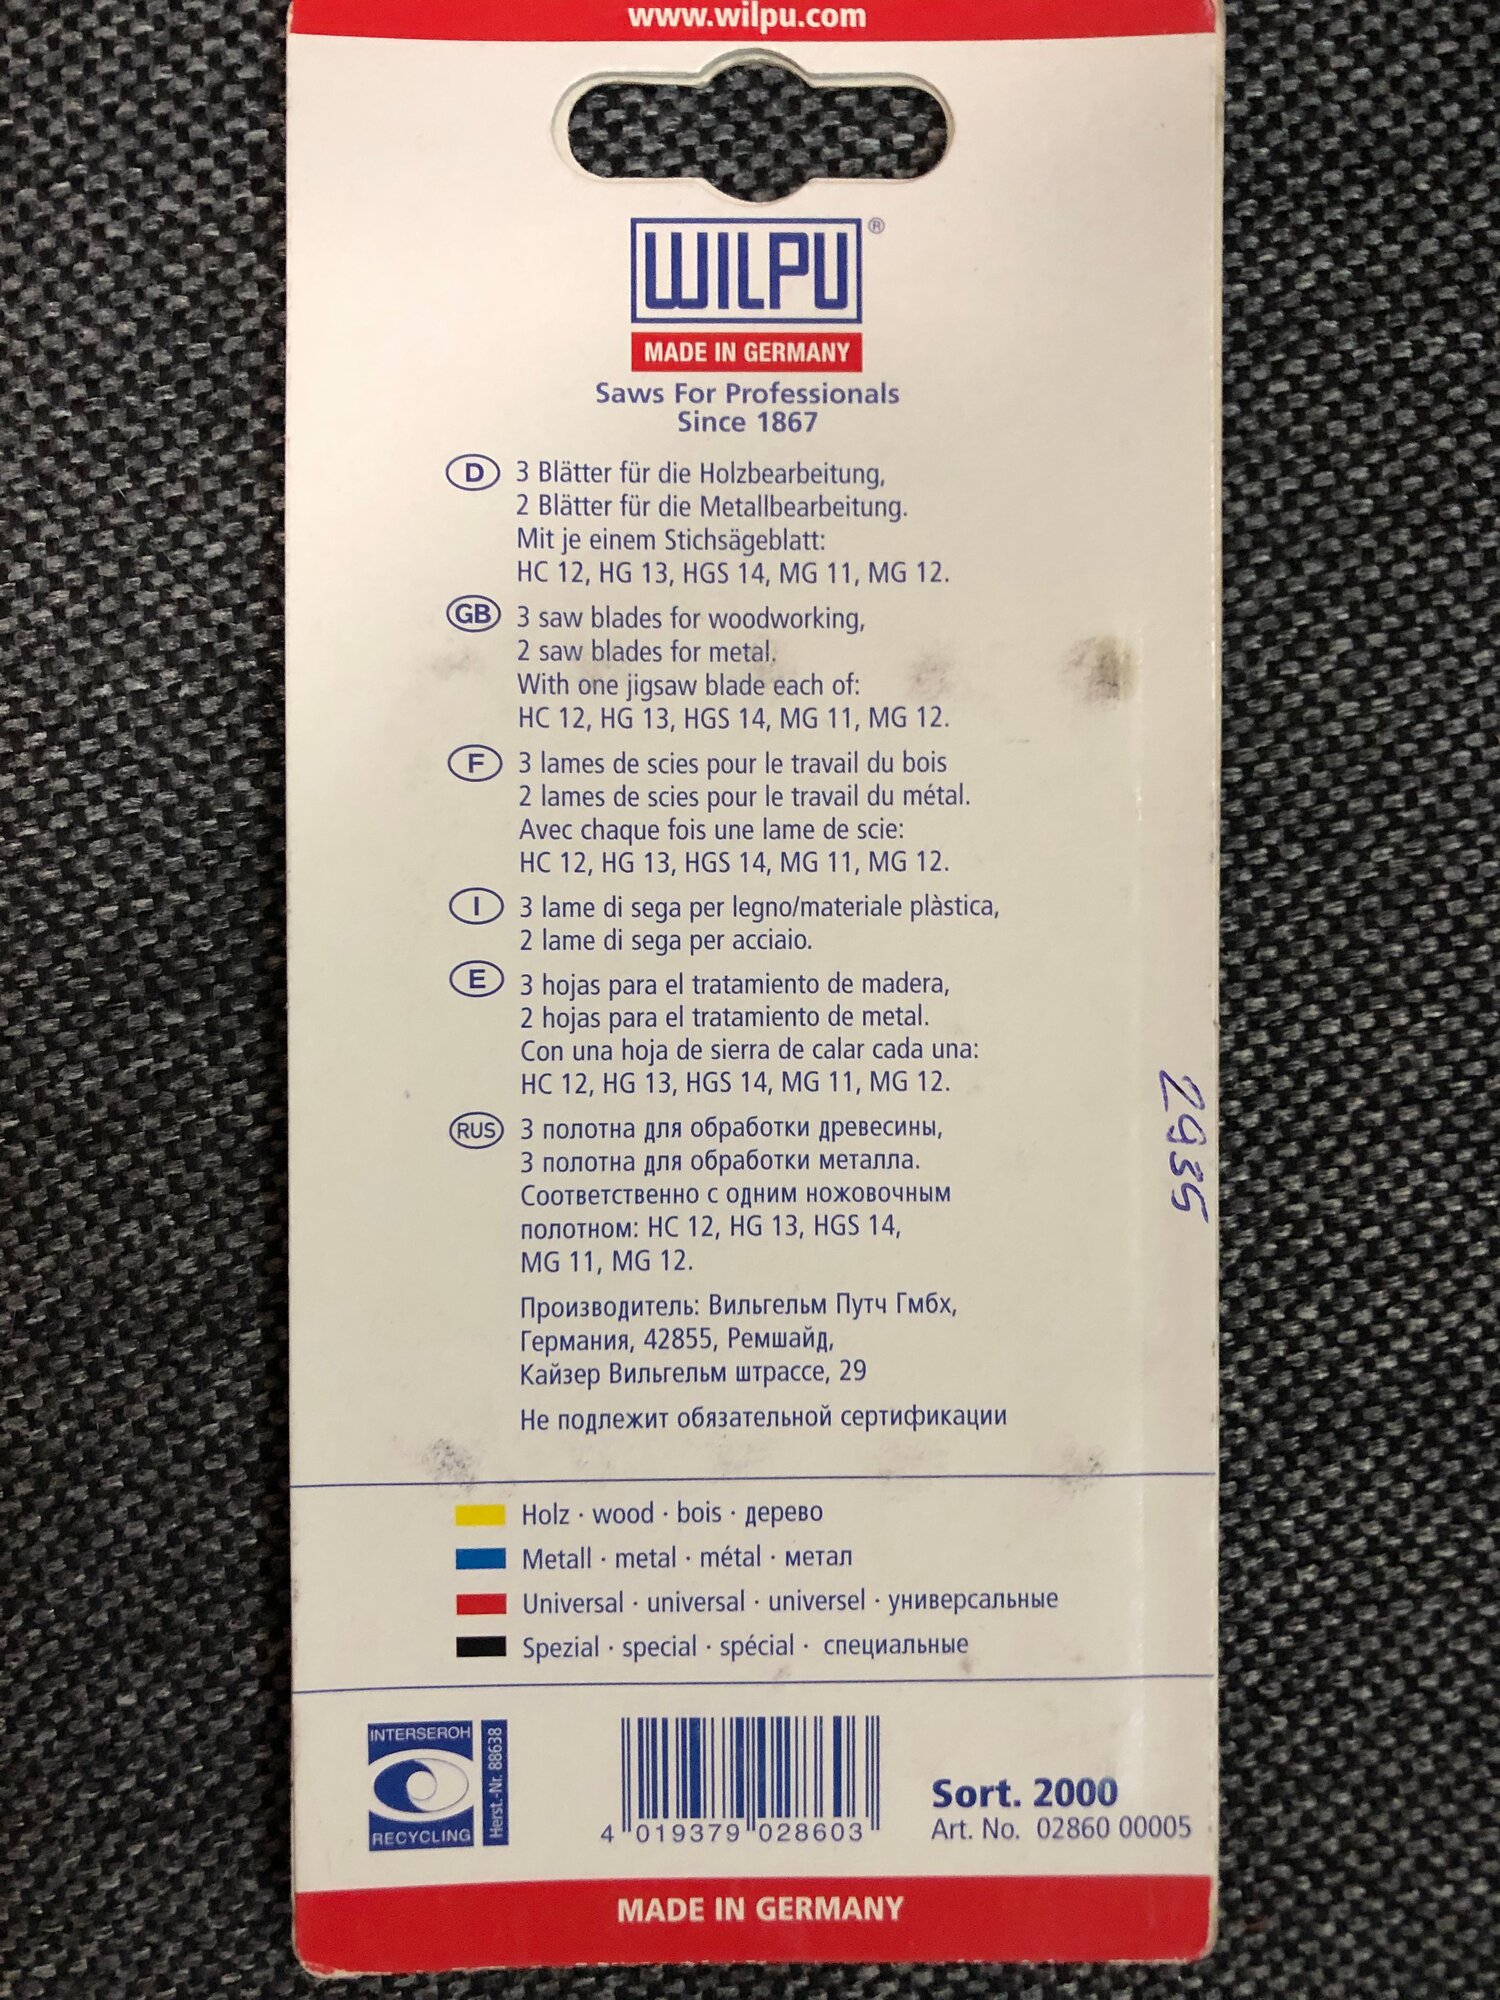 www.wilpu.com
WILPU®
MADE IN GERMANY
Saws For Professionals
Since 1867
D 3 Blätter für die Holzbearbeitung,
2 Blätter für die Metallbearbeitung.
Mit je einem Stichsägeblatt:
HC 12, HG 13, HGS 14, MG 11, MG 12.
GB 3 saw blades for woodworking,
2 saw blades for metal.
With one jigsaw blade each of:
HC 12, HG 13, HGS 14, MG 11, MG 12.
F 3 lames de scies pour le travail du bois
2 lames de scies pour le travail du métal.
Avec chaque fois une lame de scie:
HC 12, HG 13, HGS 14, MG 11, MG 12.
I 3 lame di sega per legno/materiale plàstica,
2 lame di sega per acciaio.
E 3 hojas para el tratamiento de madera,
2 hojas para el tratamiento de metal.
Con una hoja de sierra de calar cada una:
HC 12, HG 13, HGS 14, MG 11, MG 12.
RUS 3 полотна для обработки древесины,
3 полотна для обработки металла.
Соответственно с одним ножовочным
полотном: HC 12, HG 13, HGS 14,
MG 11, MG 12.
Производитель: Вильгельм Путч Гмбх,
Германия, 42855, Ремшайд,
Кайзер Вильгельм штрассе, 29
Не подлежит обязательной сертификации
2935
Holz · wood · bois · дерево
Metall · metal · métal · метал
Universal · universal · universel · универсальные
Spezial · special · spécial · специальные
INTERSEROH
RECYCLING
Herst.-Nr. 88638
4 019379 028603
Sort. 2000
Art. No. 02860 00005
MADE IN GERMANY